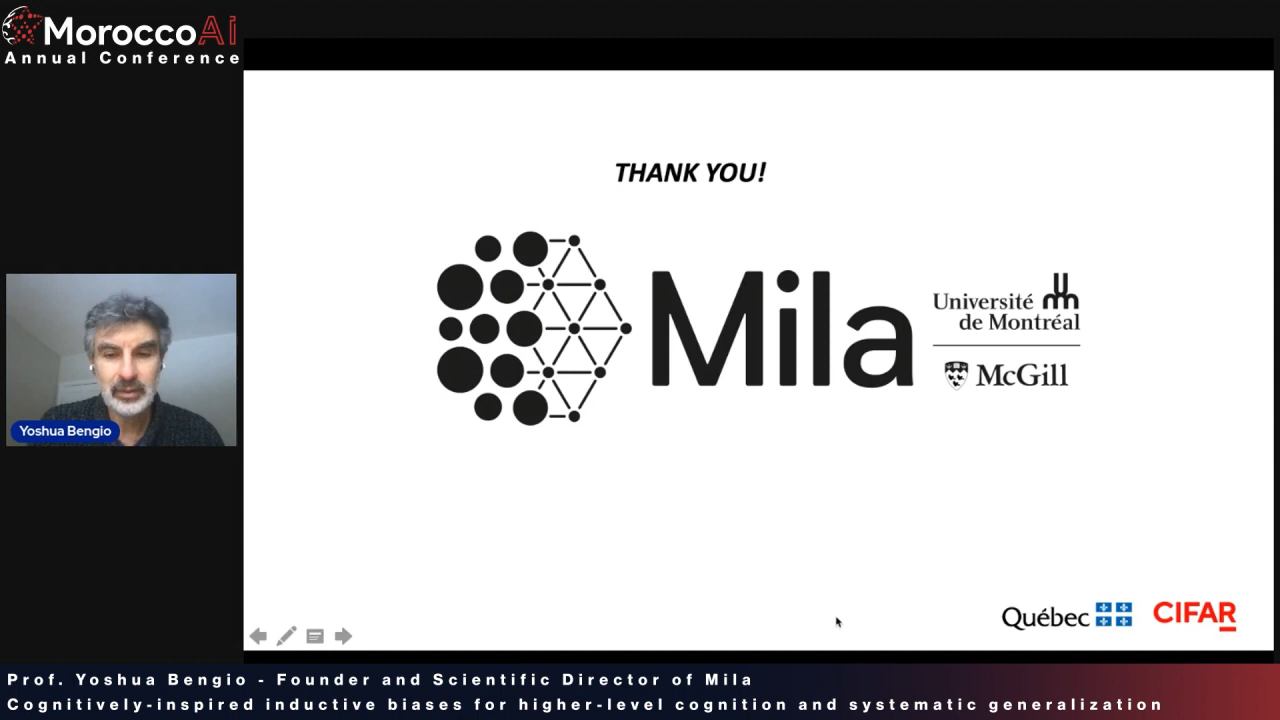 MoroccoAi
Annual Conference
THANK YOU!
Mila
Université
de Montréal
McGill
Yoshua Bengio
Québec
CIFAR
Prof. Yoshua Bengio - Founder and Scientific Director of Mila
Cognitively-inspired inductive biases for higher-level cognition and systematic generalization